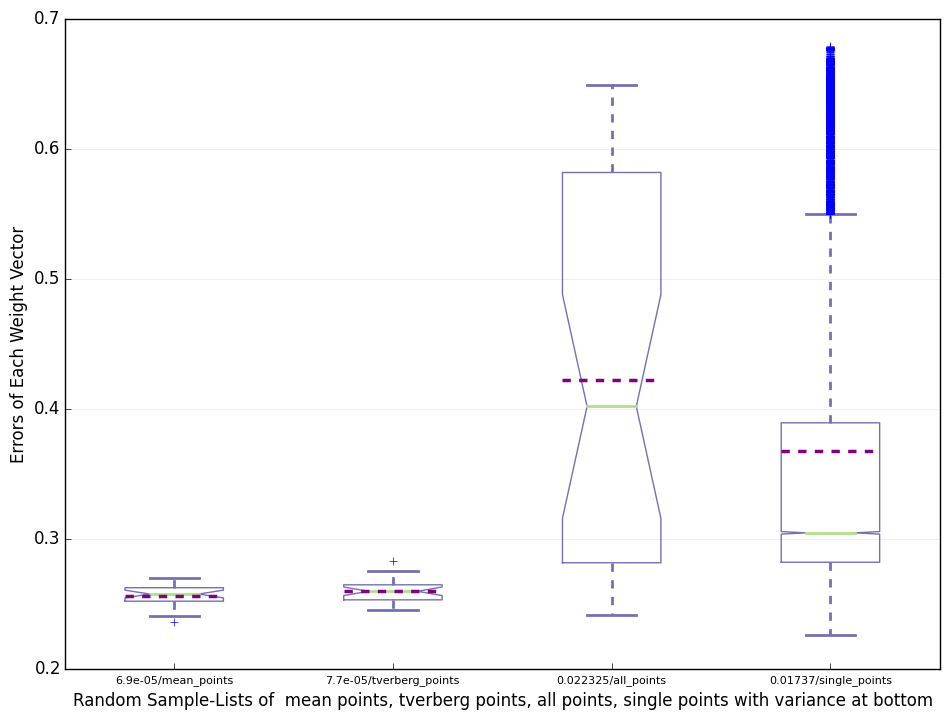 0.7
0.6
0.5
0.4
0.3
0.2
Errors of Each Weight Vector
6.9e-05/mean_points
7.7e-05/tverberg_points
0.022325/all_points
0.01737/single_points
Random Sample-Lists of  mean points, tverberg points, all points, single points with variance at bottom